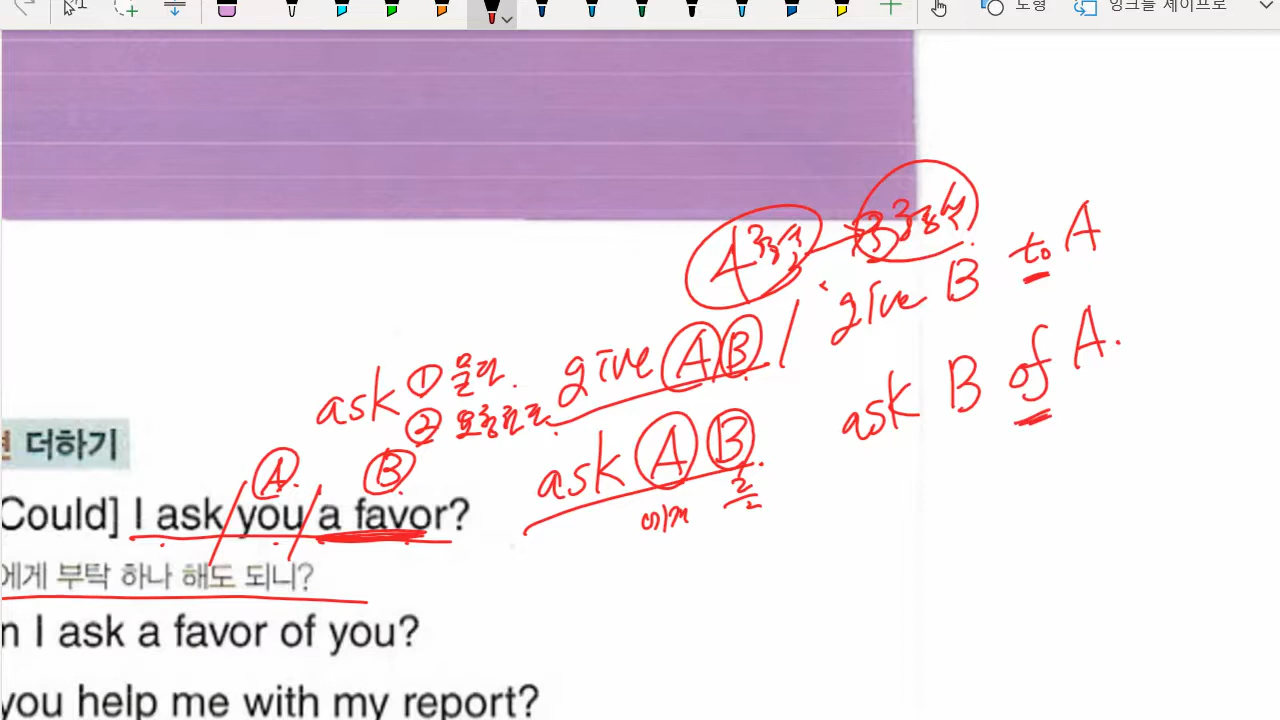 도형 잉크를 셰이프로
4형식 → 3형식
give A B / give B to A
ask ① 묻다.
② 요청한다.
ask A B ask B of A.
에게 를
더하기
A. B.
Could] I ask you a favor?
에게 부탁 하나 해도 되니?
n I ask a favor of you?
you help me with my report?